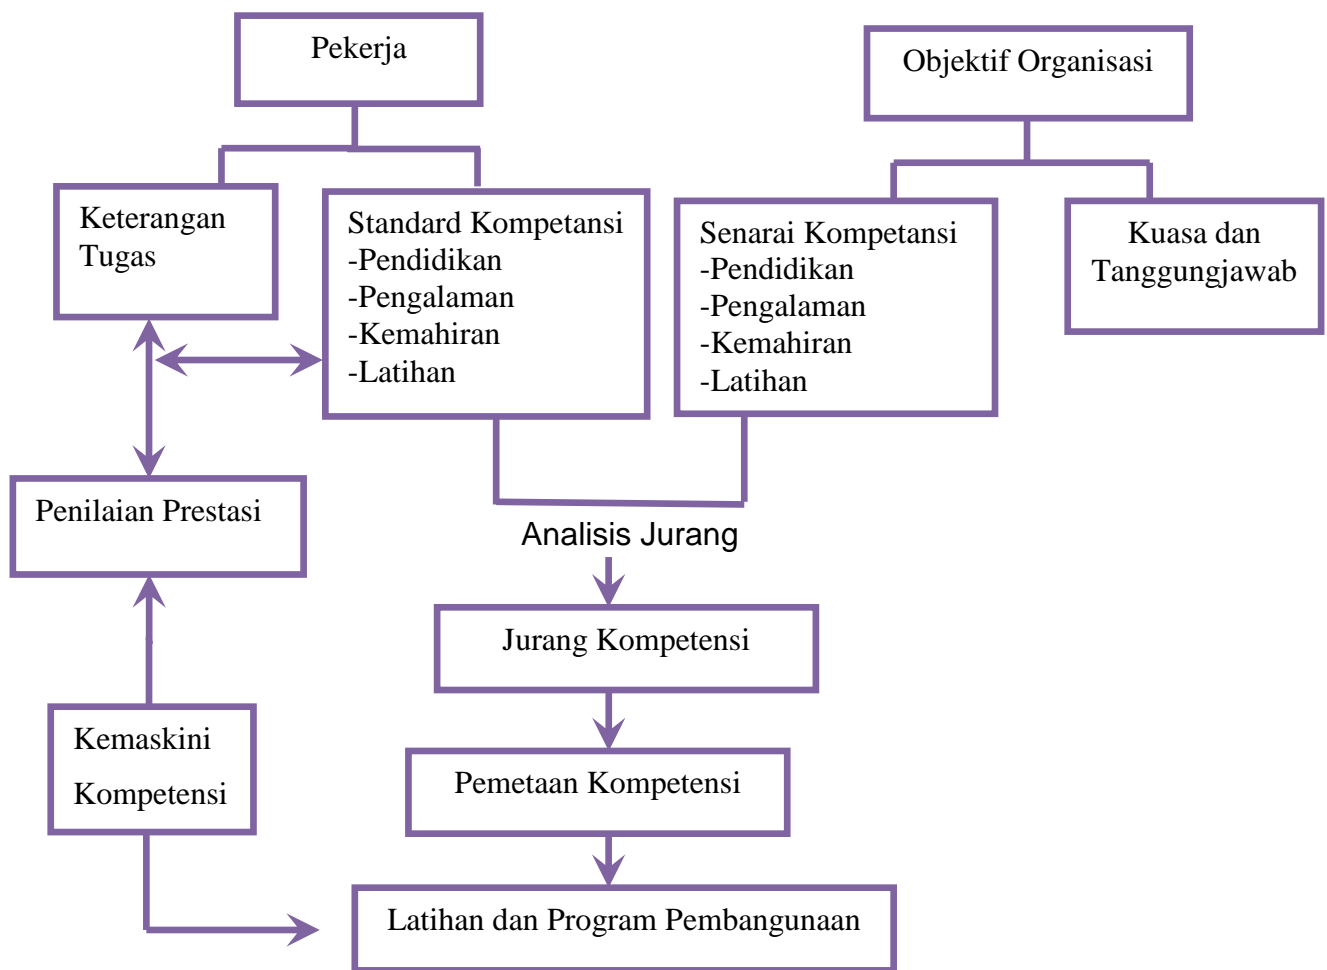 Pekerja
Objektif Organisasi
Keterangan
Tugas
Standard Kompetansi
-Pendidikan
-Pengalaman
-Kemahiran
-Latihan
Senarai Kompetansi
-Pendidikan
-Pengalaman
-Kemahiran
-Latihan
Kuasa dan
Tanggungjawab
Penilaian Prestasi
Analisis Jurang
Jurang Kompetensi
Kemaskini
Kompetensi
Pemetaan Kompetensi
Latihan dan Program Pembangunaan